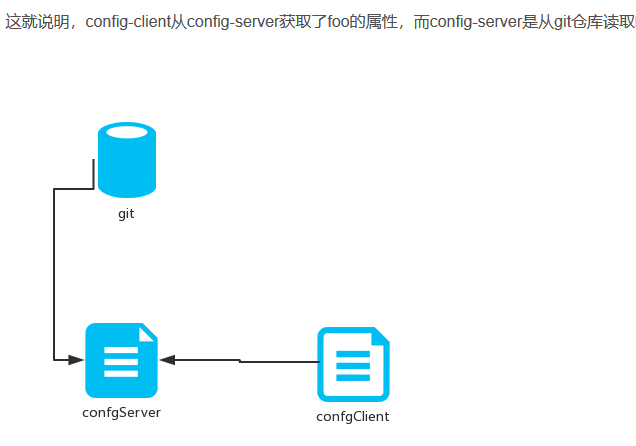 这就说明，config-client从config-server获取了foo的属性，而config-server是从git仓库读取
git
confgServer
confgClient